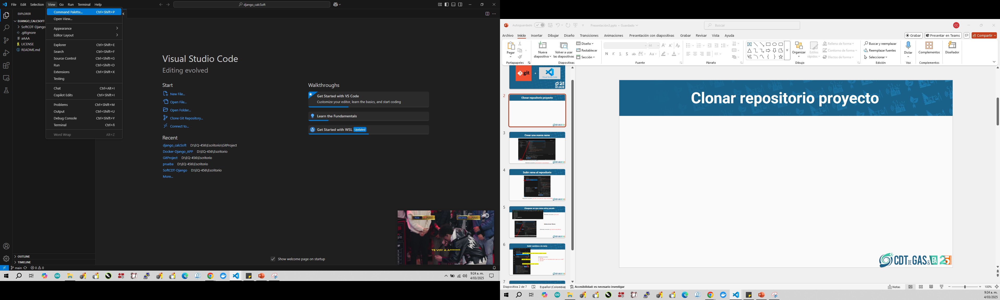 File Edit Selection View Go Run Terminal Help
django_calcSoft
EXPLORER
DJANGO_CALCSOFT
SoftCDT-Django
.gitignore
aAAA
LICENSE
README.md
Command Palette... Ctrl+Shift+P
Open View...
Appearance
Editor Layout
Explorer Ctrl+Shift+E
Search Ctrl+Shift+F
Source Control Ctrl+Shift+G
Run Ctrl+Shift+D
Extensions Ctrl+Shift+X
Testing
Chat Ctrl+Alt+I
Copilot Edits Ctrl+Shift+I
Problems Ctrl+Shift+M
Output Ctrl+Shift+U
Debug Console Ctrl+Shift+Y
Terminal Ctrl+ñ
Word Wrap Alt+Z
Visual Studio Code
Editing evolved
Start
New File...
Open File...
Open Folder...
Clone Git Repository...
Connect to...
Recent
django_calcSoft D:\EQ-456\Escritorio\GitProject
Docker-Django_APP D:\EQ-456\Escritorio
GitProject D:\EQ-456\Escritorio
prueba D:\EQ-456\Escritorio
SoftCDT-Django D:\EQ-456\Escritorio
More...
Walkthroughs
Get Started with VS Code
Customize your editor, learn the basics, and start coding
Learn the Fundamentals
Get Started with WSL Updated
TE VOY A A*******
Show welcome page on startup
OUTLINE
TIMELINE
main 0 0
9:24 a. m.
4/03/2025
Autoguardado Presentación3.pptx • Guardado Buscar CC
Archivo Inicio Insertar Dibujar Diseño Transiciones Animaciones Presentación con diapositivas Grabar Revisar Vista Ayuda
Grabar Presentar en Teams Compartir
Pegar
Portapapeles
Nueva diapositiva
Volver a usar las diapositivas
Diseño
Restablecer
Sección
Diapositivas
44
N K S S ab AV Aa A
Fuente
Párrafo
Organizar
Estilos rápidos
Relleno de forma
Contorno de forma
Efectos de forma
Dibujo
Buscar y reemplazar
Reemplazar fuentes
Seleccionar
Edición
Dictar
Voz
Complementos
Complementos
Diseñador
git + Visual Studio Code
2
Clonar repositorio proyecto
3
Crear una nueva rama
4
Subir rama al repositorio
5
Chequear en que rama estoy parado
Seleccionar Rama
6
Subir cambios a la rama
7
Clonar repositorio proyecto
CDT DE GAS &
Diapositiva 2 de 7 Español (Colombia) Accesibilidad: es necesario investigar
Notas 100%
9:24 a. m.
4/03/2025